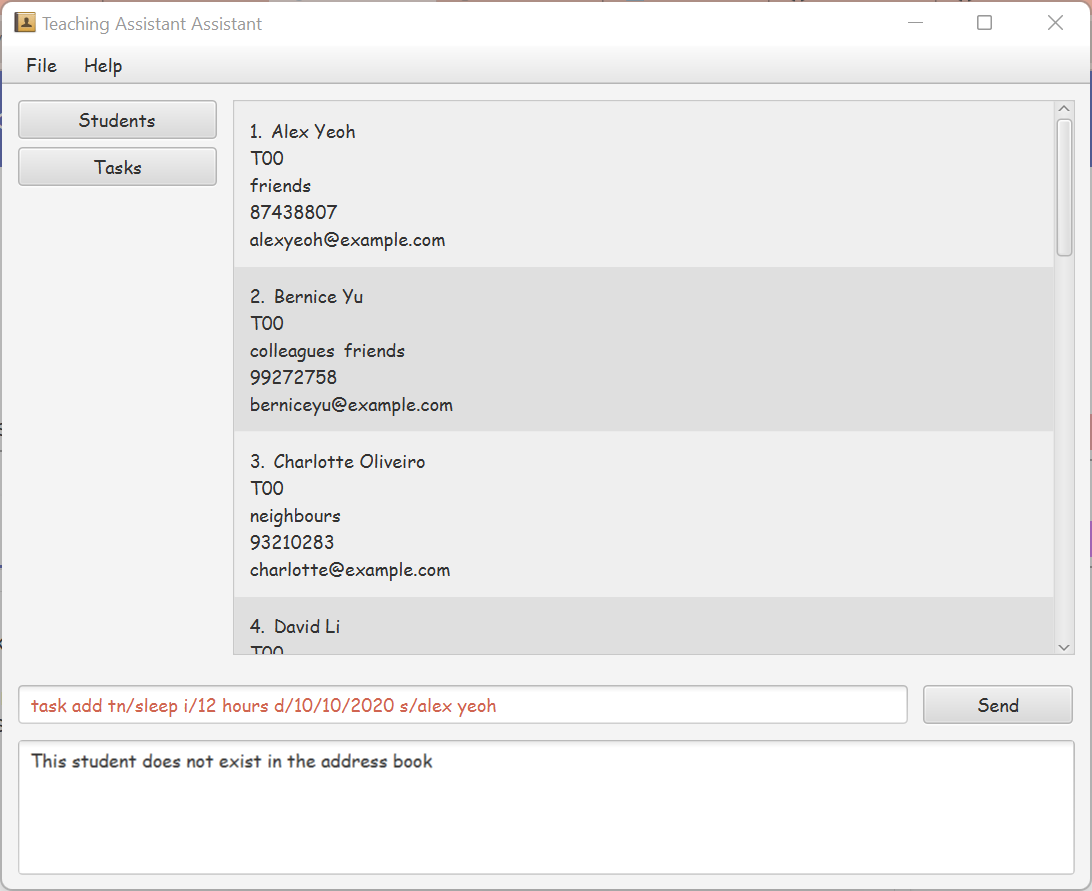 Teaching Assistant Assistant
File Help
Students
Tasks
1. Alex Yeoh
T00
friends
87438807
alexyeoh@example.com
2. Bernice Yu
T00
colleagues friends
99272758
berniceyu@example.com
3. Charlotte Oliveiro
T00
neighbours
93210283
charlotte@example.com
4. David Li
T00
task add tn/sleep i/12 hours d/10/10/2020 s/alex yeoh
Send
This student does not exist in the address book